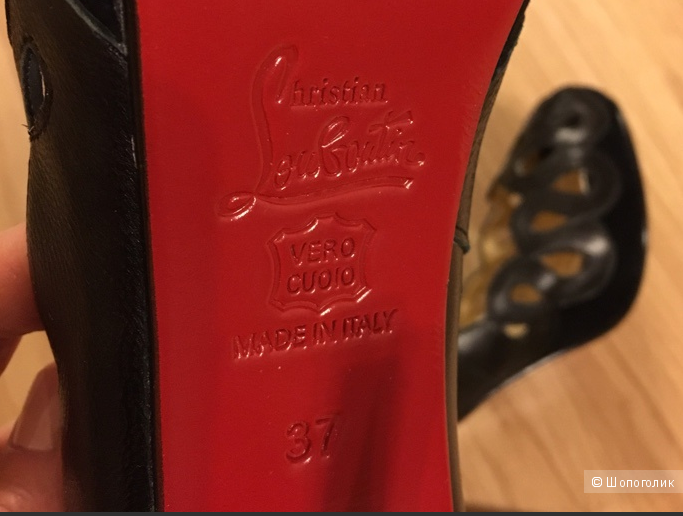 Christian
Louboutin
VERO
CUOIO
MADE IN ITALY
37
© Шопоголик